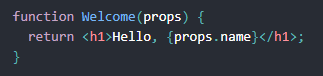 function Welcome(props) {
  return <h1>Hello, {props.name}</h1>;
}